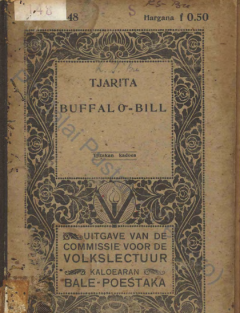 48
Hargana f 0.50
TJARITA
BUFFALO-BILL
UITGAVE VAN DE
COMMISSIE VOOR DE
VOLKSLECTUUR
KALOEARAN
BALE-POESTAKA